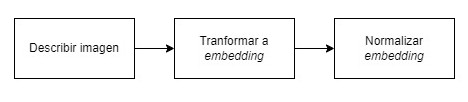 Describir imagen
Tranformar a
embedding
Normalizar
embedding